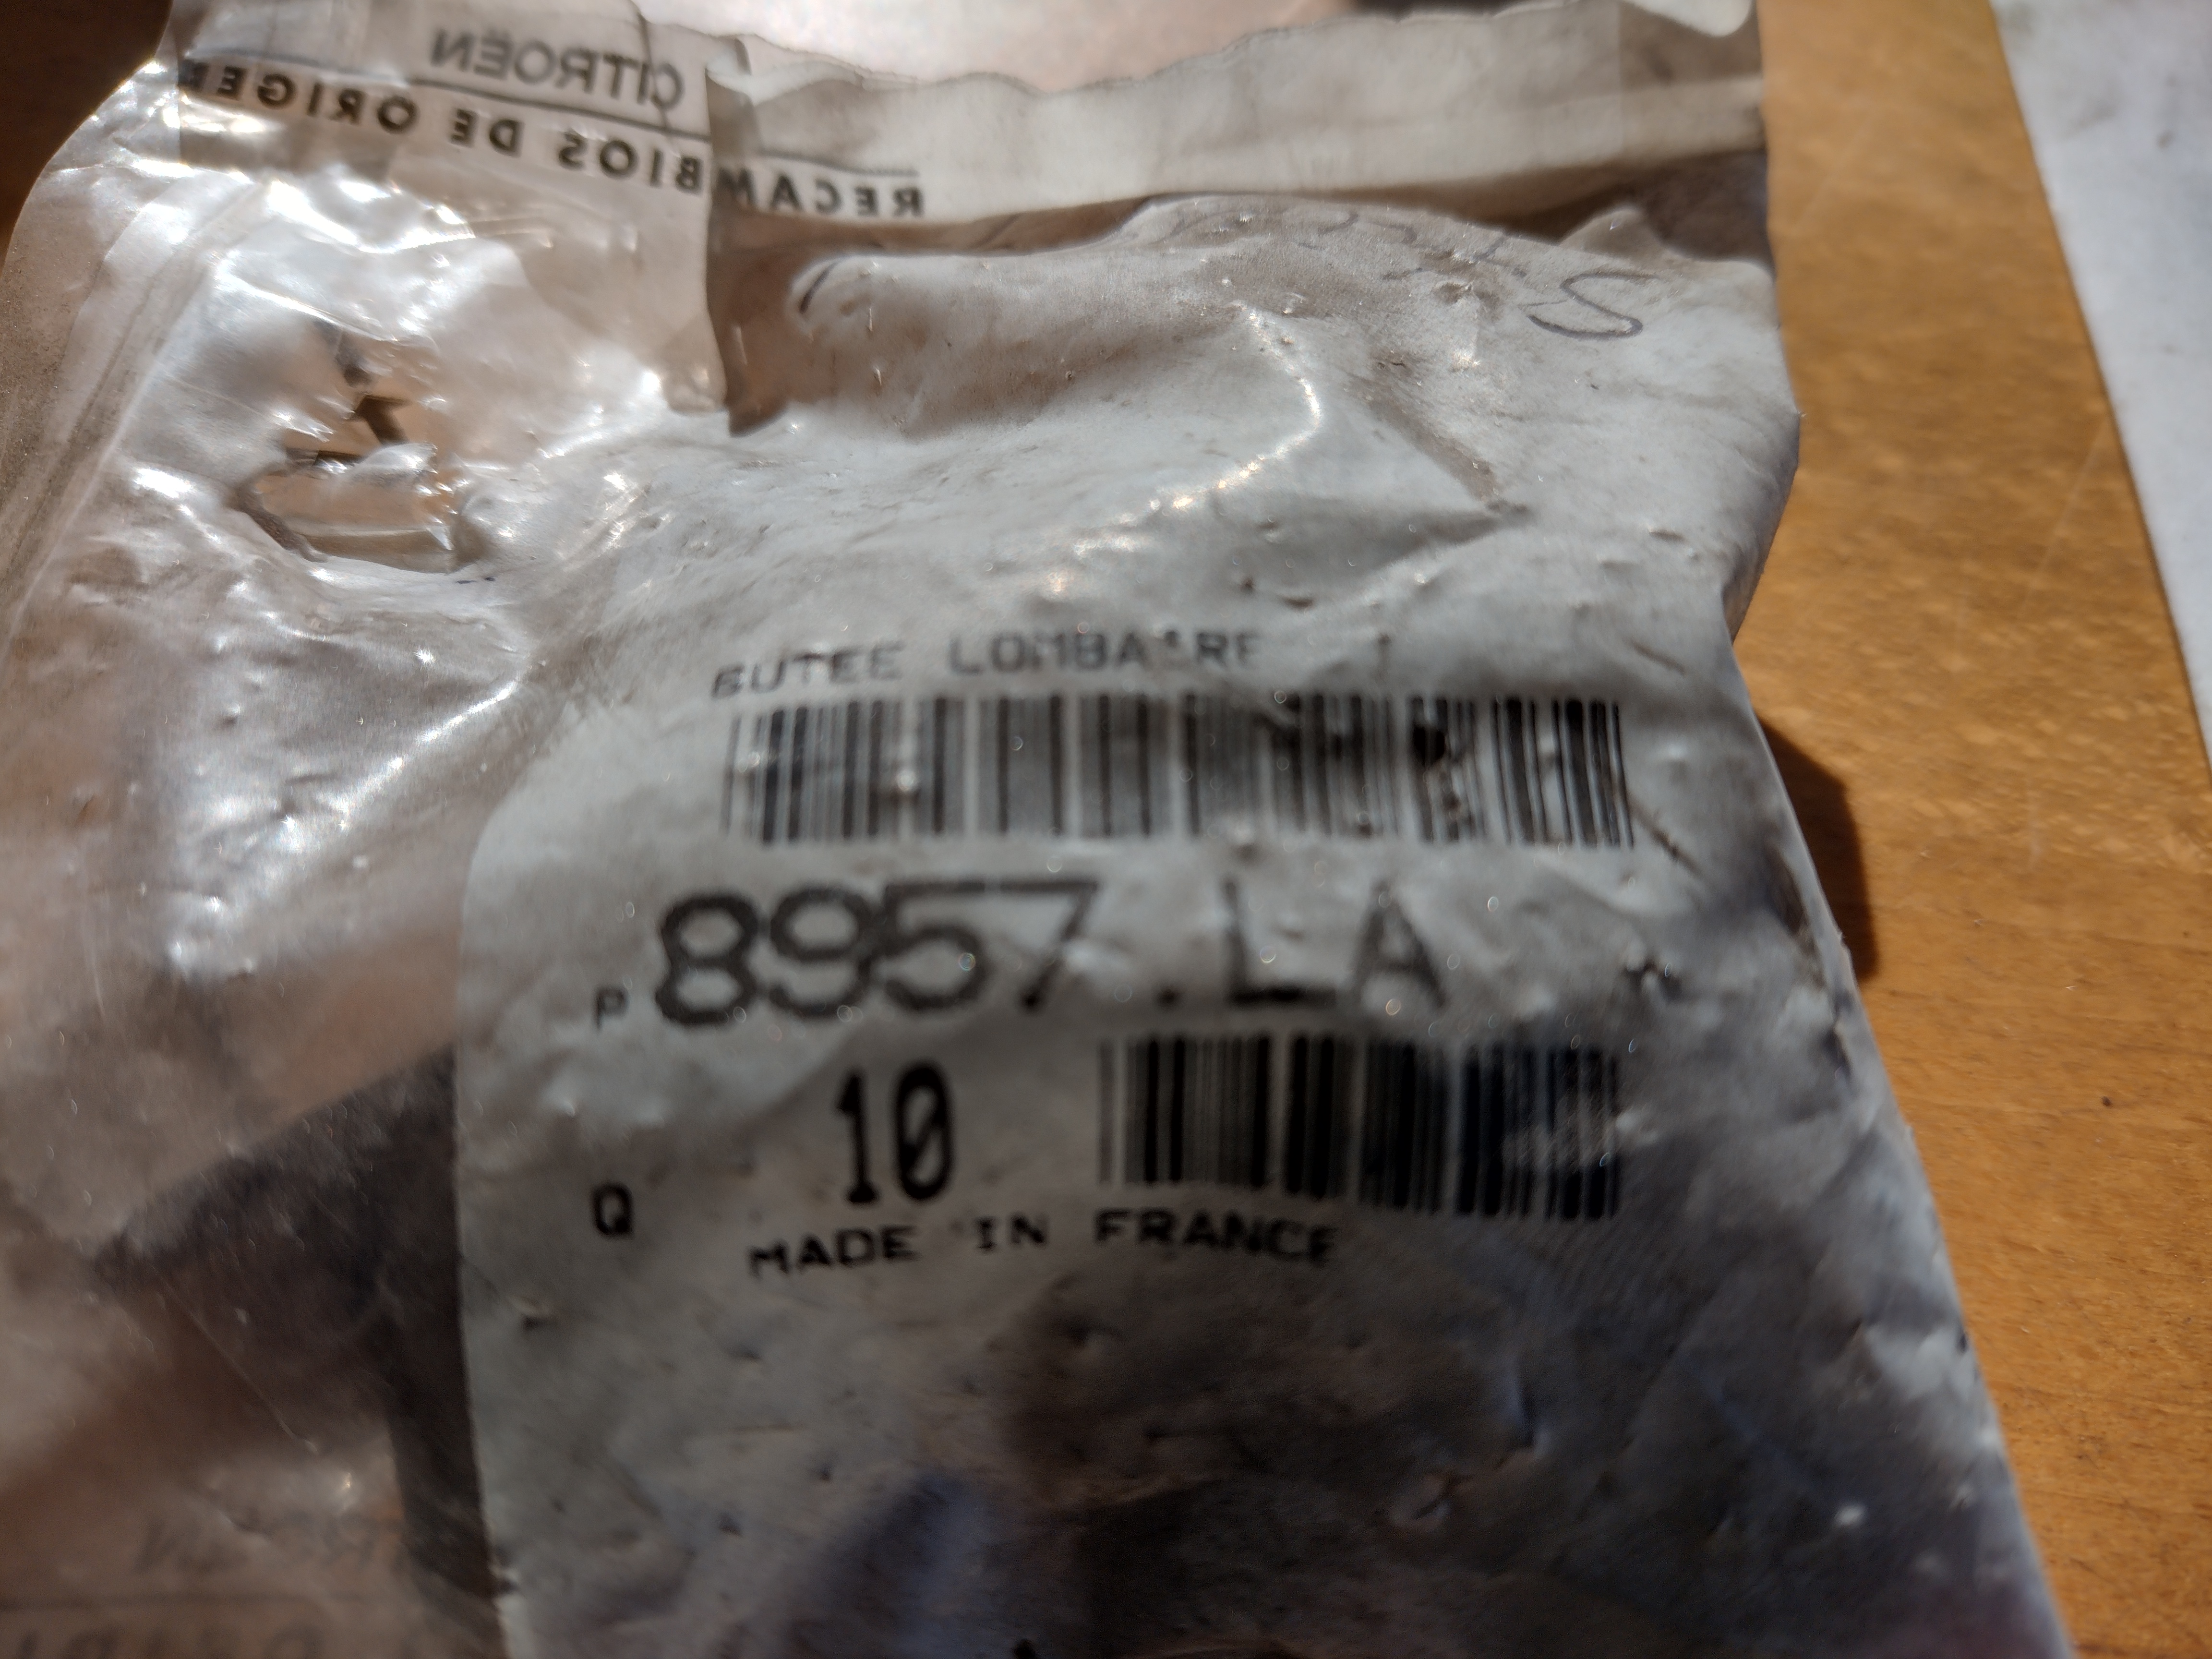 CITROËN
RECAMBIOS DE ORIGEN
BUTEE LOMBAIRE
P 8957.LA
Q 10
MADE IN FRANCE